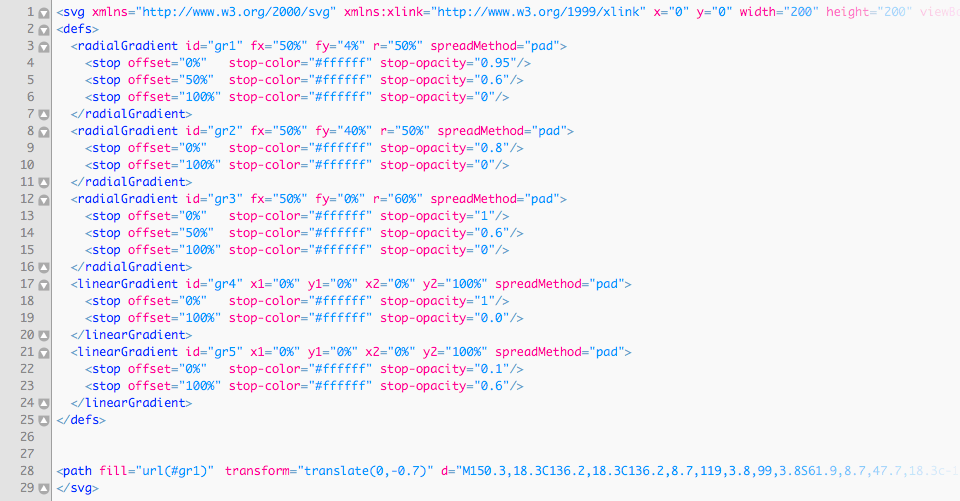 1 <svg xmlns="http://www.w3.org/2000/svg" xmlns:xlink="http://www.w3.org/1999/xlink" x="0" y="0" width="200" height="200"
2 <defs>
3 <radialGradient id="gr1" fx="50%" fy="4%" r="50%" spreadMethod="pad">
4 <stop offset="0%" stop-color="#ffffff" stop-opacity="0.95"/>
5 <stop offset="50%" stop-color="#ffffff" stop-opacity="0.6"/>
6 <stop offset="100%" stop-color="#ffffff" stop-opacity="0"/>
7 </radialGradient>
8 <radialGradient id="gr2" fx="50%" fy="40%" r="50%" spreadMethod="pad">
9 <stop offset="0%" stop-color="#ffffff" stop-opacity="0.8"/>
10 <stop offset="100%" stop-color="#ffffff" stop-opacity="0"/>
11 </radialGradient>
12 <radialGradient id="gr3" fx="50%" fy="0%" r="60%" spreadMethod="pad">
13 <stop offset="0%" stop-color="#ffffff" stop-opacity="1"/>
14 <stop offset="50%" stop-color="#ffffff" stop-opacity="0.6"/>
15 <stop offset="100%" stop-color="#ffffff" stop-opacity="0"/>
16 </radialGradient>
17 <linearGradient id="gr4" x1="0%" y1="0%" x2="0%" y2="100%" spreadMethod="pad">
18 <stop offset="0%" stop-color="#ffffff" stop-opacity="1"/>
19 <stop offset="100%" stop-color="#ffffff" stop-opacity="0.0"/>
20 </linearGradient>
21 <linearGradient id="gr5" x1="0%" y1="0%" x2="0%" y2="100%" spreadMethod="pad">
22 <stop offset="0%" stop-color="#ffffff" stop-opacity="0.1"/>
23 <stop offset="100%" stop-color="#ffffff" stop-opacity="0.6"/>
24 </linearGradient>
25 </defs>
26
27
28 <path fill="url(#gr1)" transform="translate(0,-0.7)" d="M150.3,18.3C136.2,18.3C136.2,8.7,119,3.8,99,3.8S61.9,8.7,47.7,18.3c-1
29 </svg>